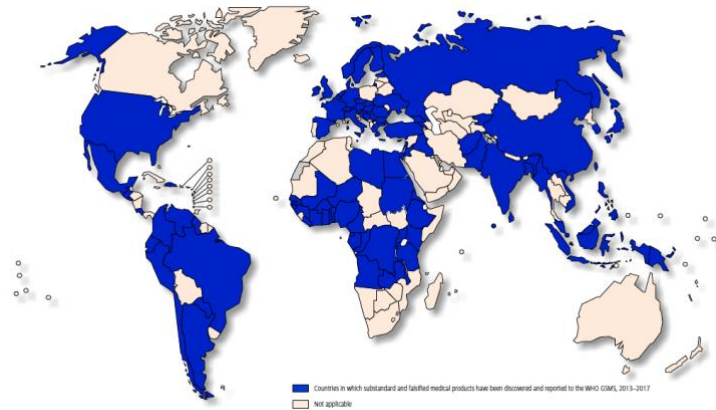 Countries in which substandard and falsified medical products have been discovered and reported to the WHO GSMS, 2013–2017
Not applicable